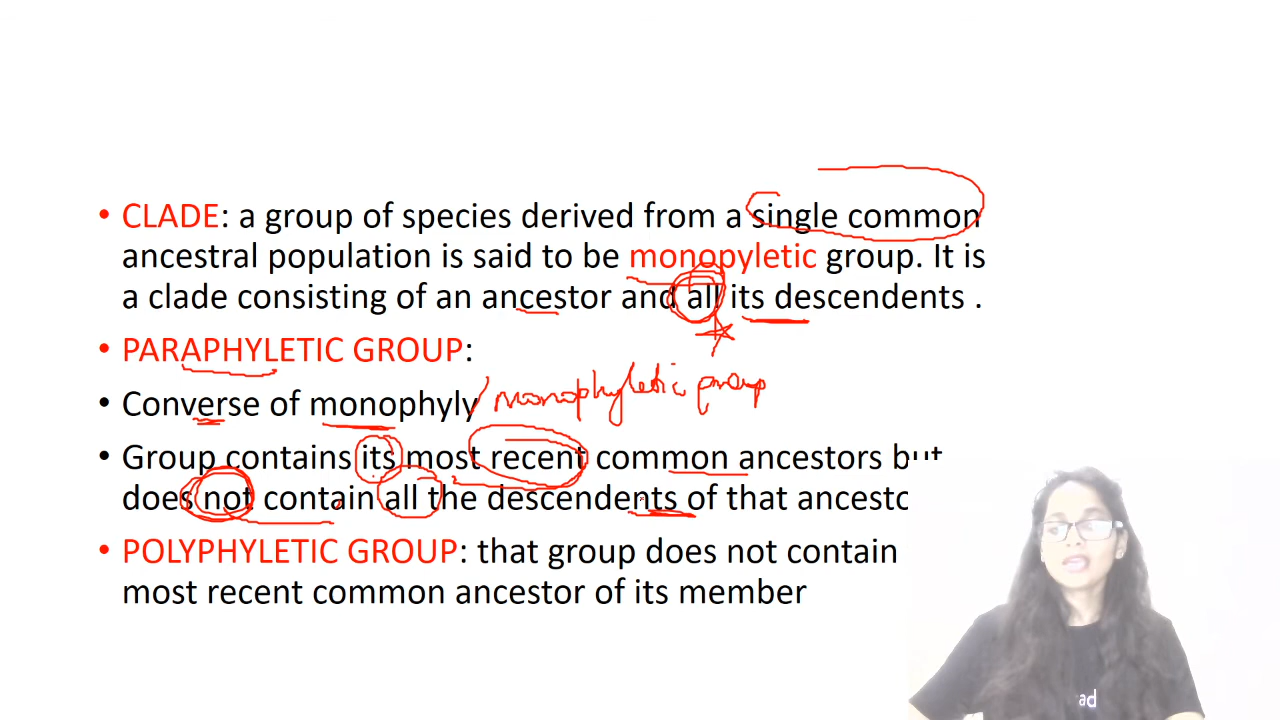 • CLADE: a group of species derived from a single common
ancestral population is said to be monopyletic group. It is
a clade consisting of an ancestor and all its descendents .
• PARAPHYLETIC GROUP:
• Converse of monophyly/monophyletic group
• Group contains its most recent common ancestors but
does not contain all the descendents of that
• POLYPHYLETIC GROUP: that group does not contain
most recent common ancestor of its member
ad